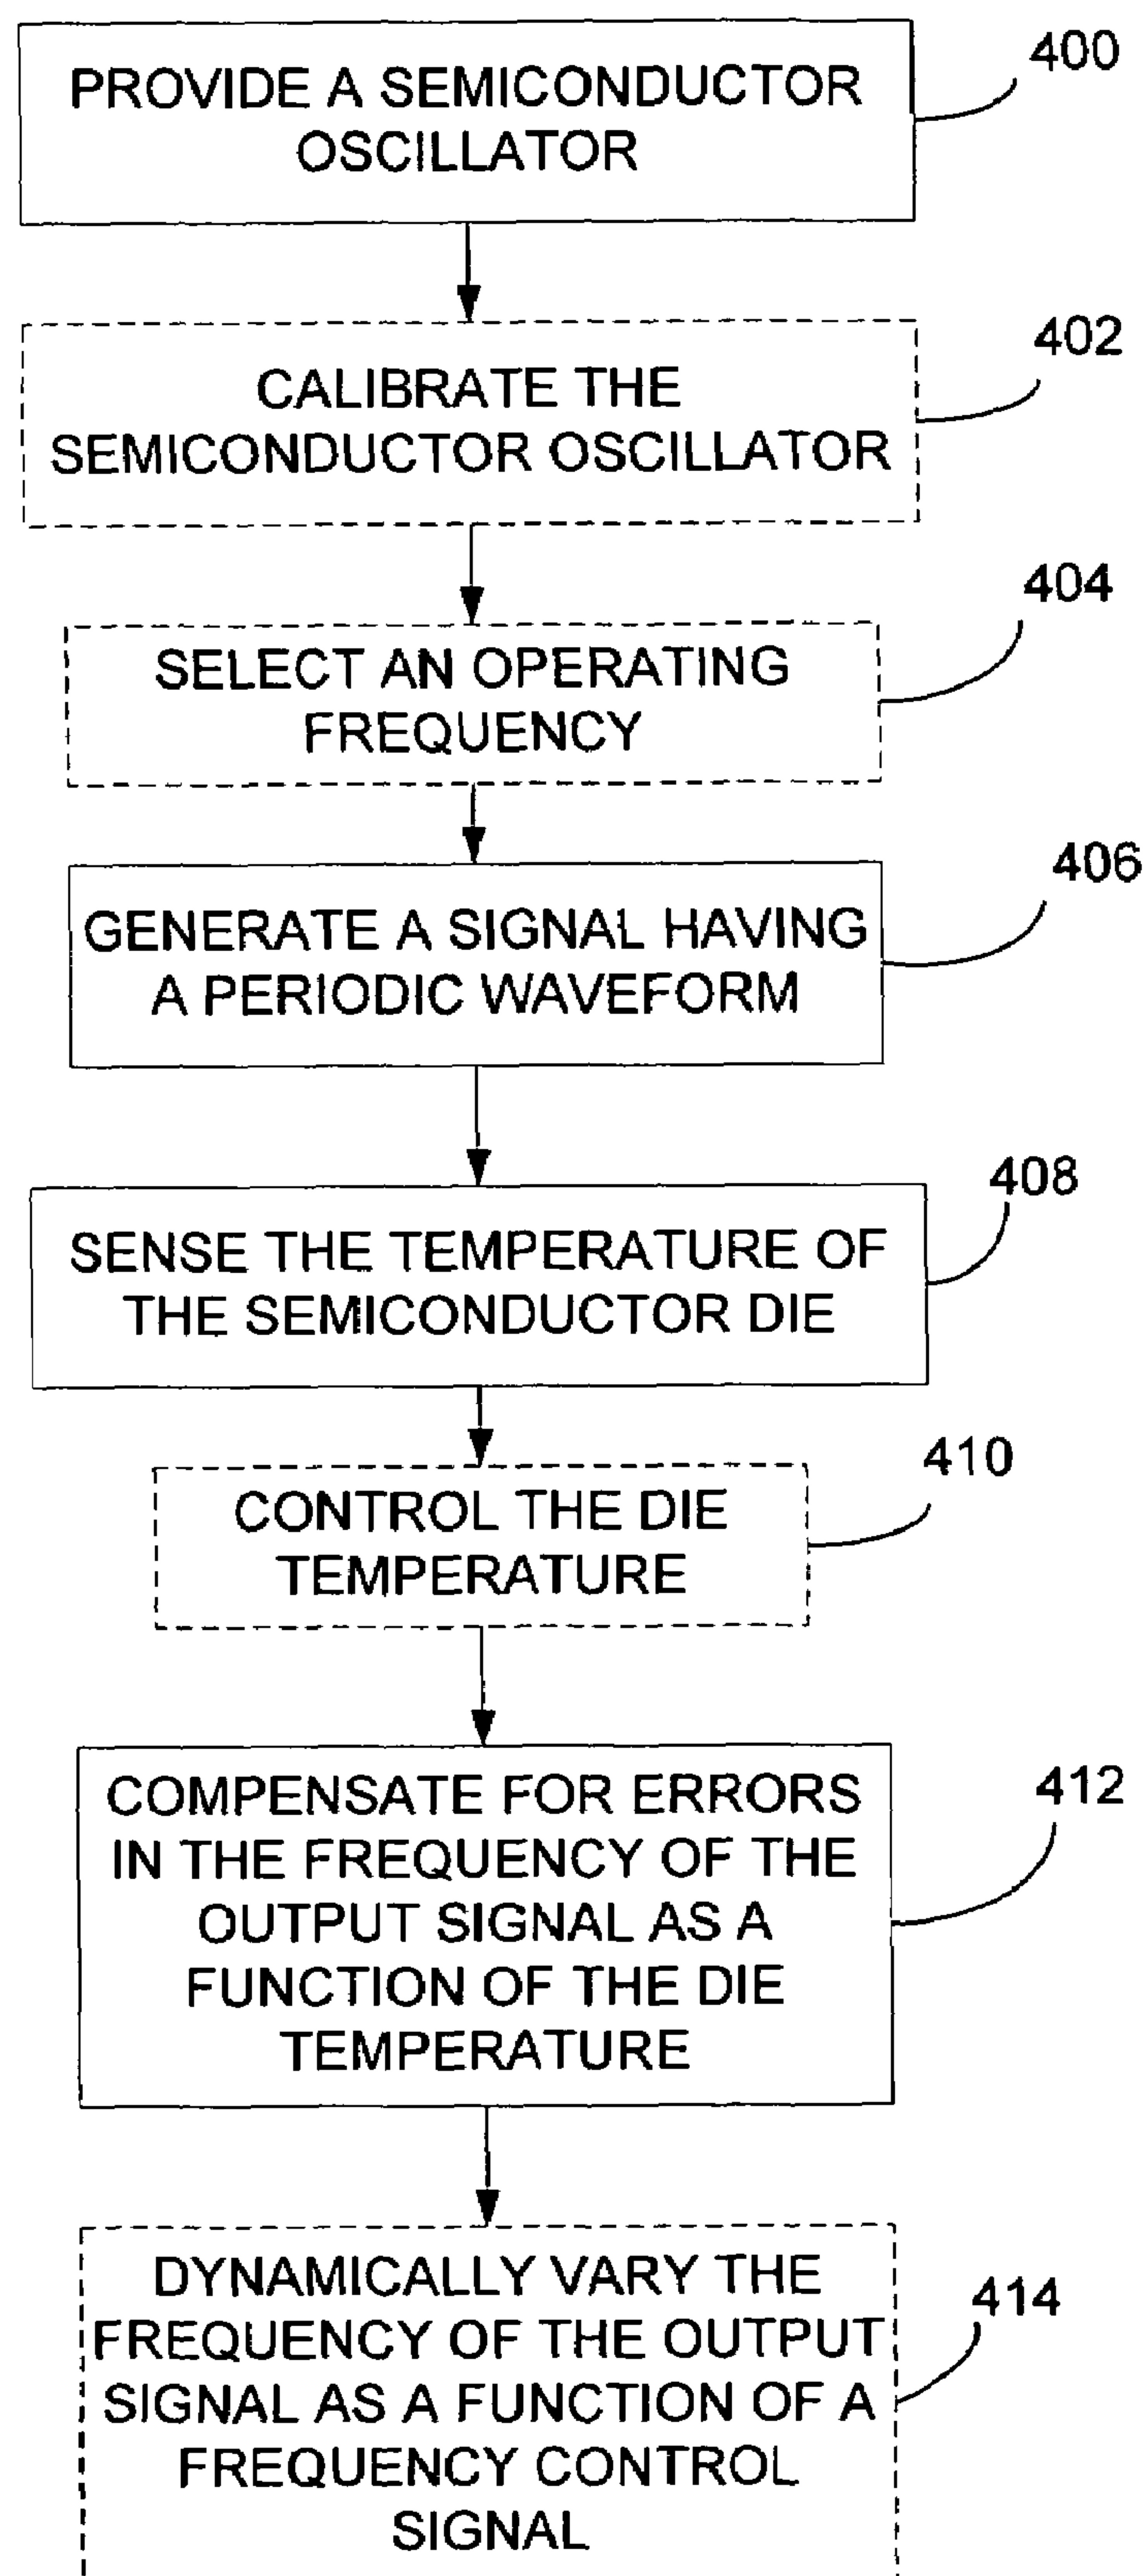 PROVIDE A SEMICONDUCTOR
OSCILLATOR
400
CALIBRATE THE
SEMICONDUCTOR OSCILLATOR
402
SELECT AN OPERATING
FREQUENCY
404
GENERATE A SIGNAL HAVING
A PERIODIC WAVEFORM
406
SENSE THE TEMPERATURE OF
THE SEMICONDUCTOR DIE
408
CONTROL THE DIE
TEMPERATURE
410
COMPENSATE FOR ERRORS
IN THE FREQUENCY OF THE
OUTPUT SIGNAL AS A
FUNCTION OF THE DIE
TEMPERATURE
412
DYNAMICALLY VARY THE
FREQUENCY OF THE OUTPUT
SIGNAL AS A FUNCTION OF A
FREQUENCY CONTROL
SIGNAL
414